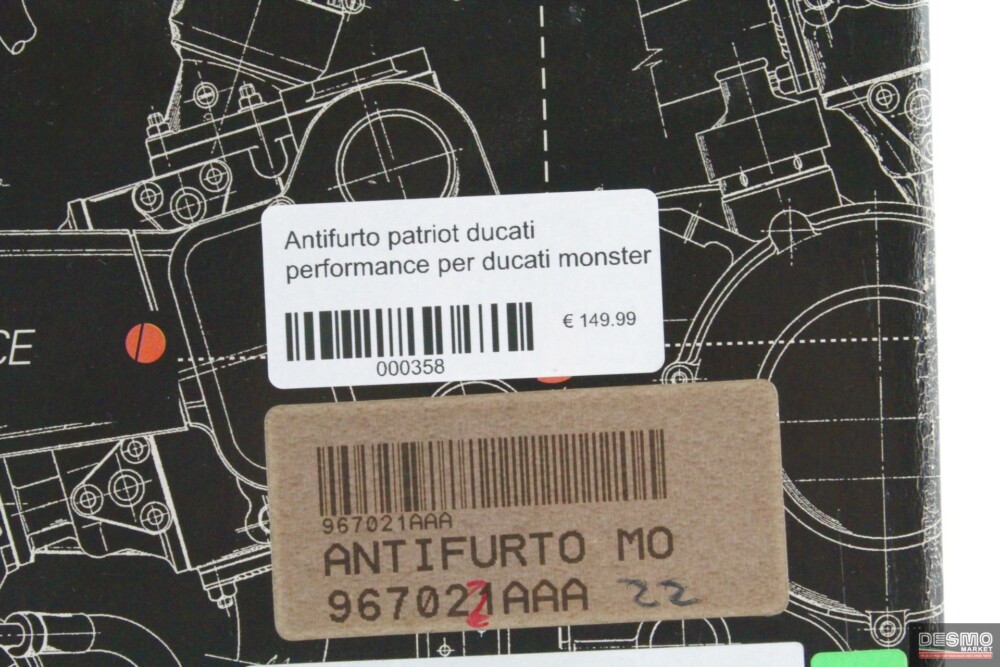 Antifurto patriot ducati
performance per ducati monster
€ 149.99
000358
CE
967021AAA
ANTIFURTO MO
967021AAA 22
DESMO
MARKET